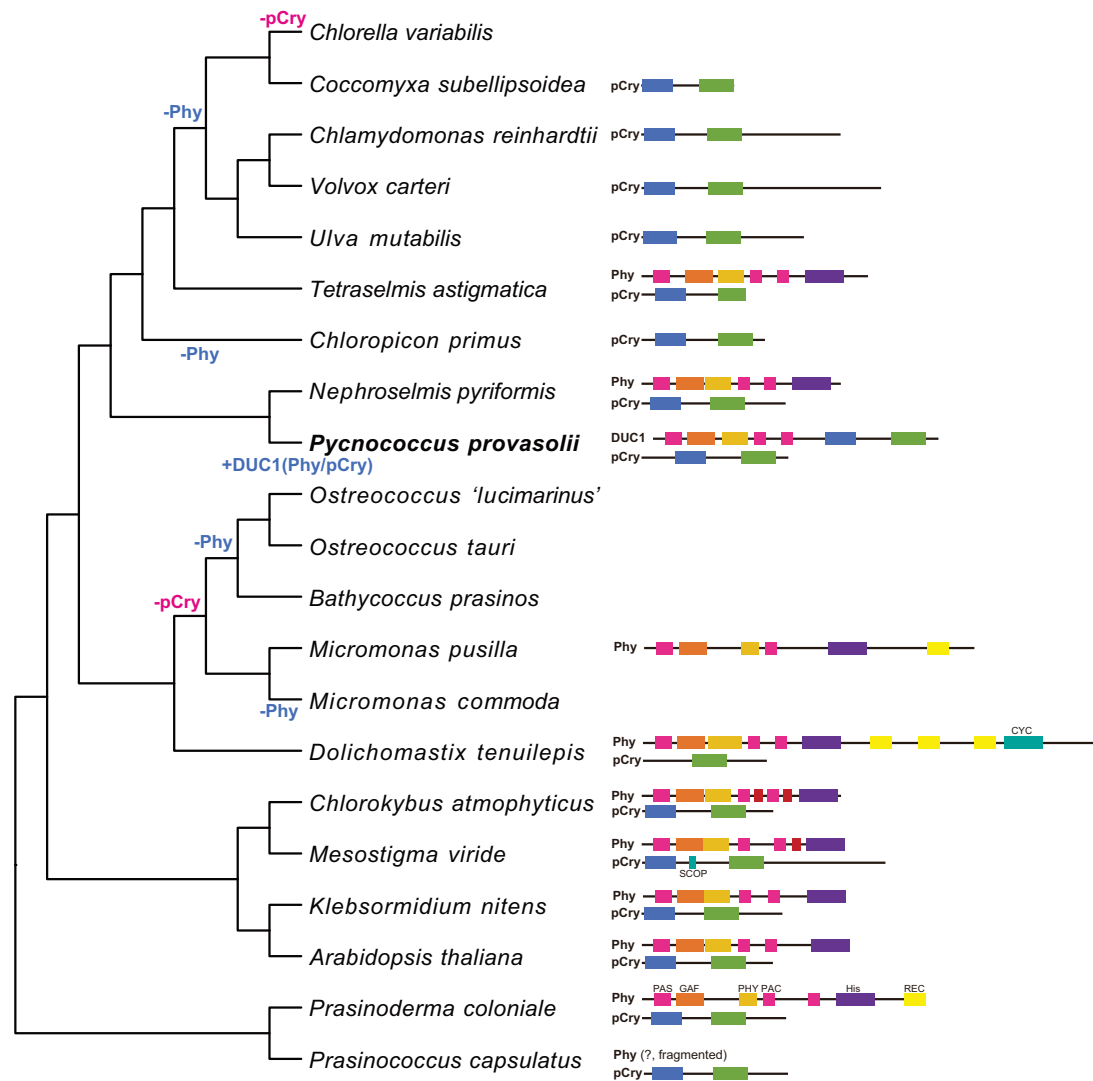 -pCry
Chlorella variabilis
Coccomyxa subellipsoidea pCry
-Phy
Chlamydomonas reinhardtii pCry
Volvox carteri pCry
Ulva mutabilis pCry
Phy
Tetraselmis astigmatica pCry
Chloropicon primus pCry
-Phy
Nephroselmis pyriformis Phy
pCry
Pycnococcus provasolii DUC1
pCry
+DUC1(Phy/pCry)
Ostreococcus ‘lucimarinus’
-Phy
Ostreococcus tauri
Bathycoccus prasinos
-pCry
Micromonas pusilla Phy
Micromonas commoda
-Phy
CYC
Dolichomastix tenuilepis Phy
pCry
Chlorokybus atmophyticus Phy
pCry
Mesostigma viride Phy
pCry
SCOP
Klebsormidium nitens Phy
pCry
Arabidopsis thaliana Phy
pCry
PAS GAF PHY PAC His REC
Prasinoderma coloniale Phy
pCry
Prasinococcus capsulatus Phy (?, fragmented)
pCry